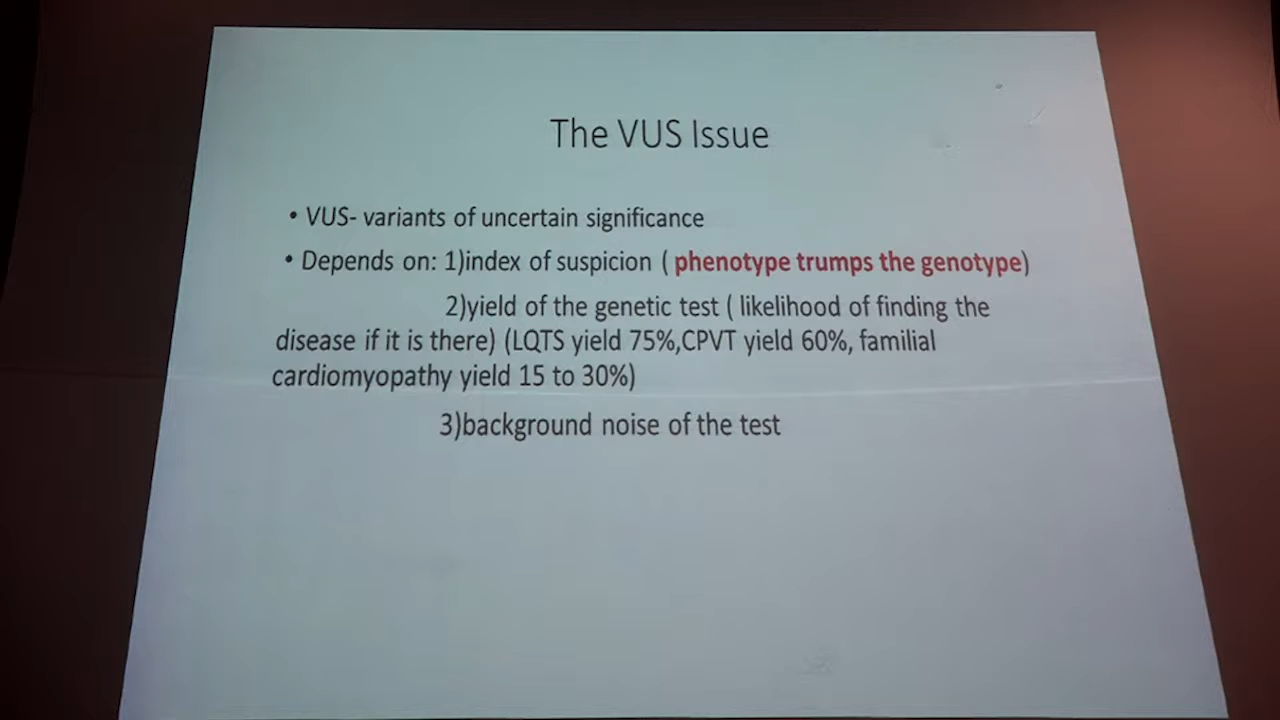 The VUS Issue
• VUS- variants of uncertain significance
• Depends on: 1)index of suspicion ( phenotype trumps the genotype)
2)yield of the genetic test ( likelihood of finding the
disease if it is there) (LQTS yield 75%,CPVT yield 60%, familial
cardiomyopathy yield 15 to 30%)
3)background noise of the test